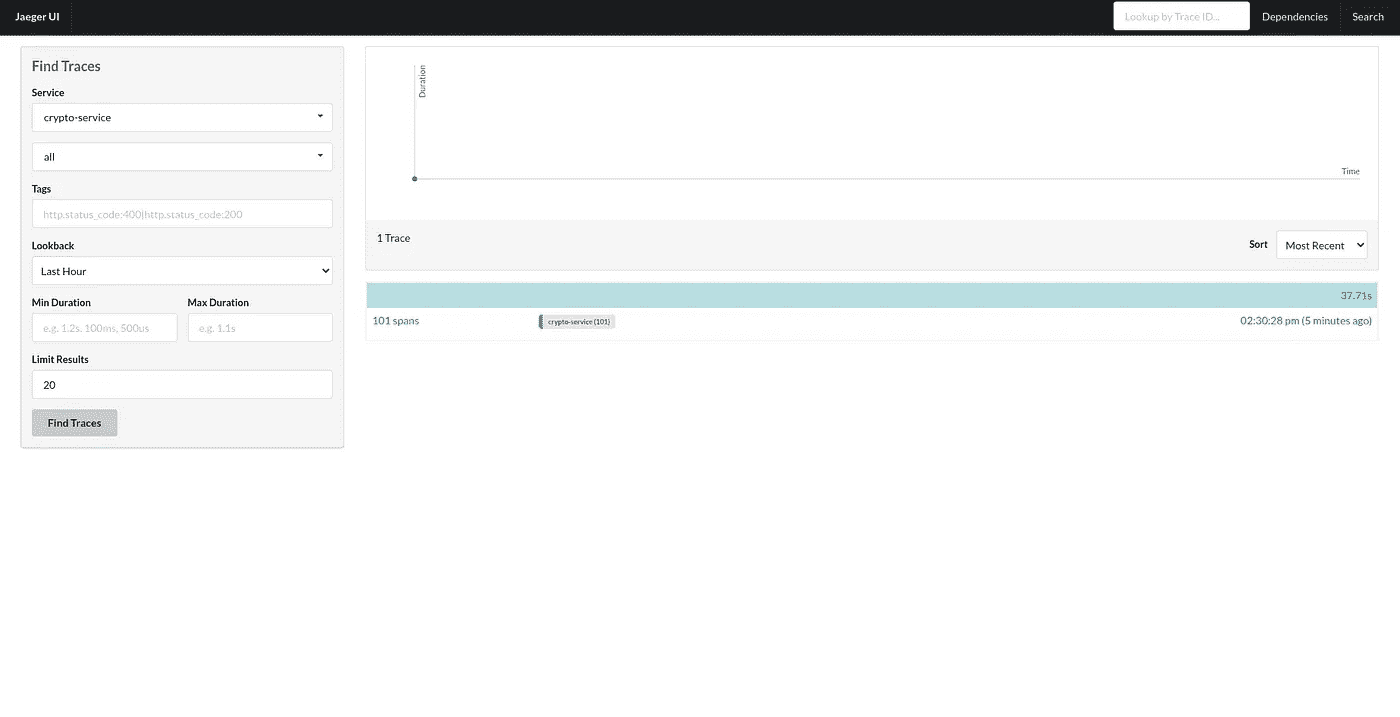 Jaeger UI
Lookup by Trace ID...
Dependencies
Search
Find Traces
Service
crypto-service
all
Tags
http.status_code:400|http.status_code:200
Lookback
Last Hour
Min Duration
Max Duration
e.g. 1.2s, 100ms, 500us
e.g. 1.1s
Limit Results
20
Find Traces
Duration
Time
1 Trace
Sort
Most Recent
37.71s
101 spans
crypto-service (101)
02:30:28 pm (5 minutes ago)